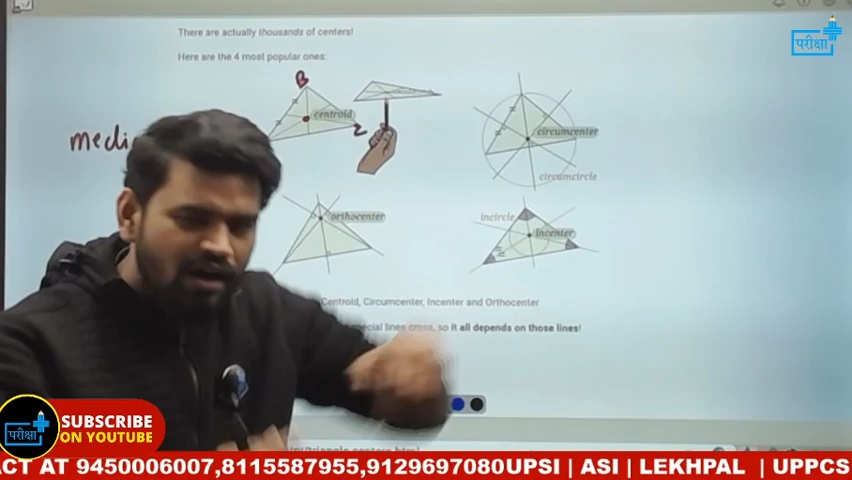 There are actually thousands of centers!
Here are the 4 most popular ones:
परीक्षा
B
centroid
C
medi
circumcenter
circumcircle
orthocenter
incircle
incenter
Centroid, Circumcenter, Incenter and Orthocenter
special lines cross, so it all depends on those lines!
परीक्षा
SUBSCRIBE
ON YOUTUBE
ACT AT 9450006007,8115587955,9129697080UPSI | ASI | LEKHPAL | UPPCS